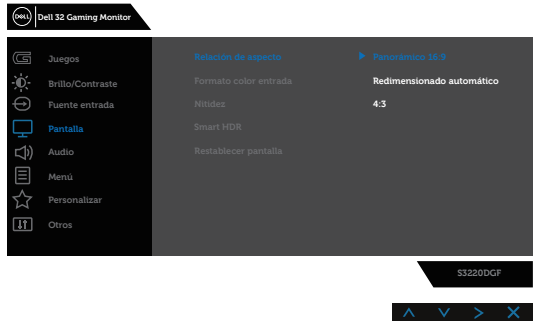 DELL Dell 32 Gaming Monitor
Juegos
Brillo/Contraste
Fuente entrada
Pantalla
Audio
Menú
Personalizar
Otros
Relación de aspecto
Formato color entrada
Nitidez
Smart HDR
Restablecer pantalla
Panorámico 16:9
Redimensionado automático
4:3
S3220DGF